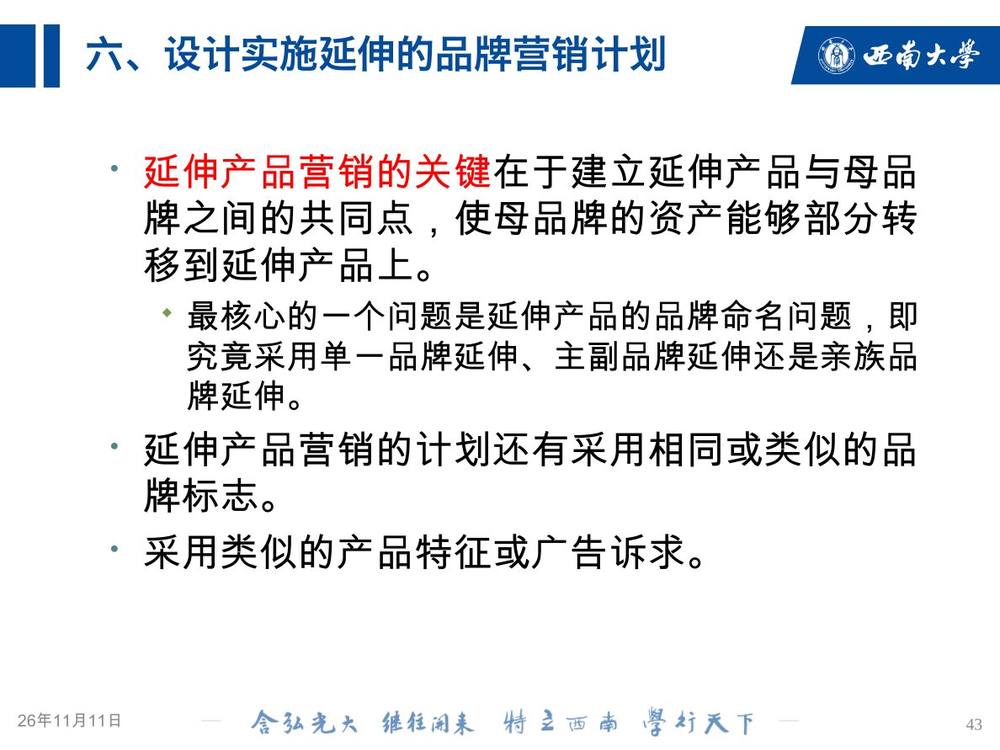 六、设计实施延伸的品牌营销计划
西南大学
延伸产品营销的关键在于建立延伸产品与母品
牌之间的共同点，使母品牌的资产能够部分转
移到延伸产品上。
最核心的一个问题是延伸产品的品牌命名问题，即
究竟采用单一品牌延伸、主副品牌延伸还是亲族品
牌延伸。
延伸产品营销的计划还有采用相同或类似的品
牌标志。
采用类似的产品特征或广告诉求。
26年11月11日
含弘光大 继往开来 特立西南 學行天下
43